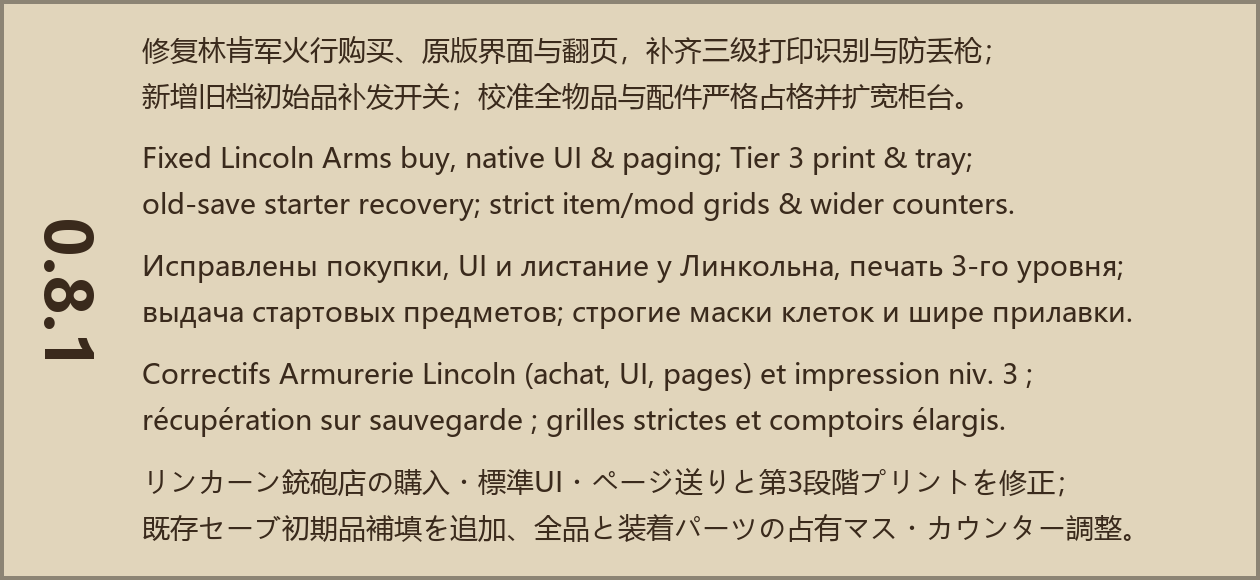 0.8.1
修复林肯军火行购买、原版界面与翻页，补齐三级打印识别与防丢枪；
新增旧档初始品补发开关；校准全物品与配件严格占格并扩宽柜台。
Fixed Lincoln Arms buy, native UI & paging; Tier 3 print & tray;
old-save starter recovery; strict item/mod grids & wider counters.
Исправлены покупки, UI и листание у Линкольна, печать 3-го уровня;
выдача стартовых предметов; строгие маски клеток и шире прилавки.
Correctifs Armurerie Lincoln (achat, UI, pages) et impression niv. 3 ;
récupération sur sauvegarde ; grilles strictes et comptoirs élargis.
リンカーン銃砲店の購入・標準UI・ページ送りと第3段階プリントを修正；
既存セーブ初期品補填を追加、全品と装着パーツの占有マス・カウンター調整。